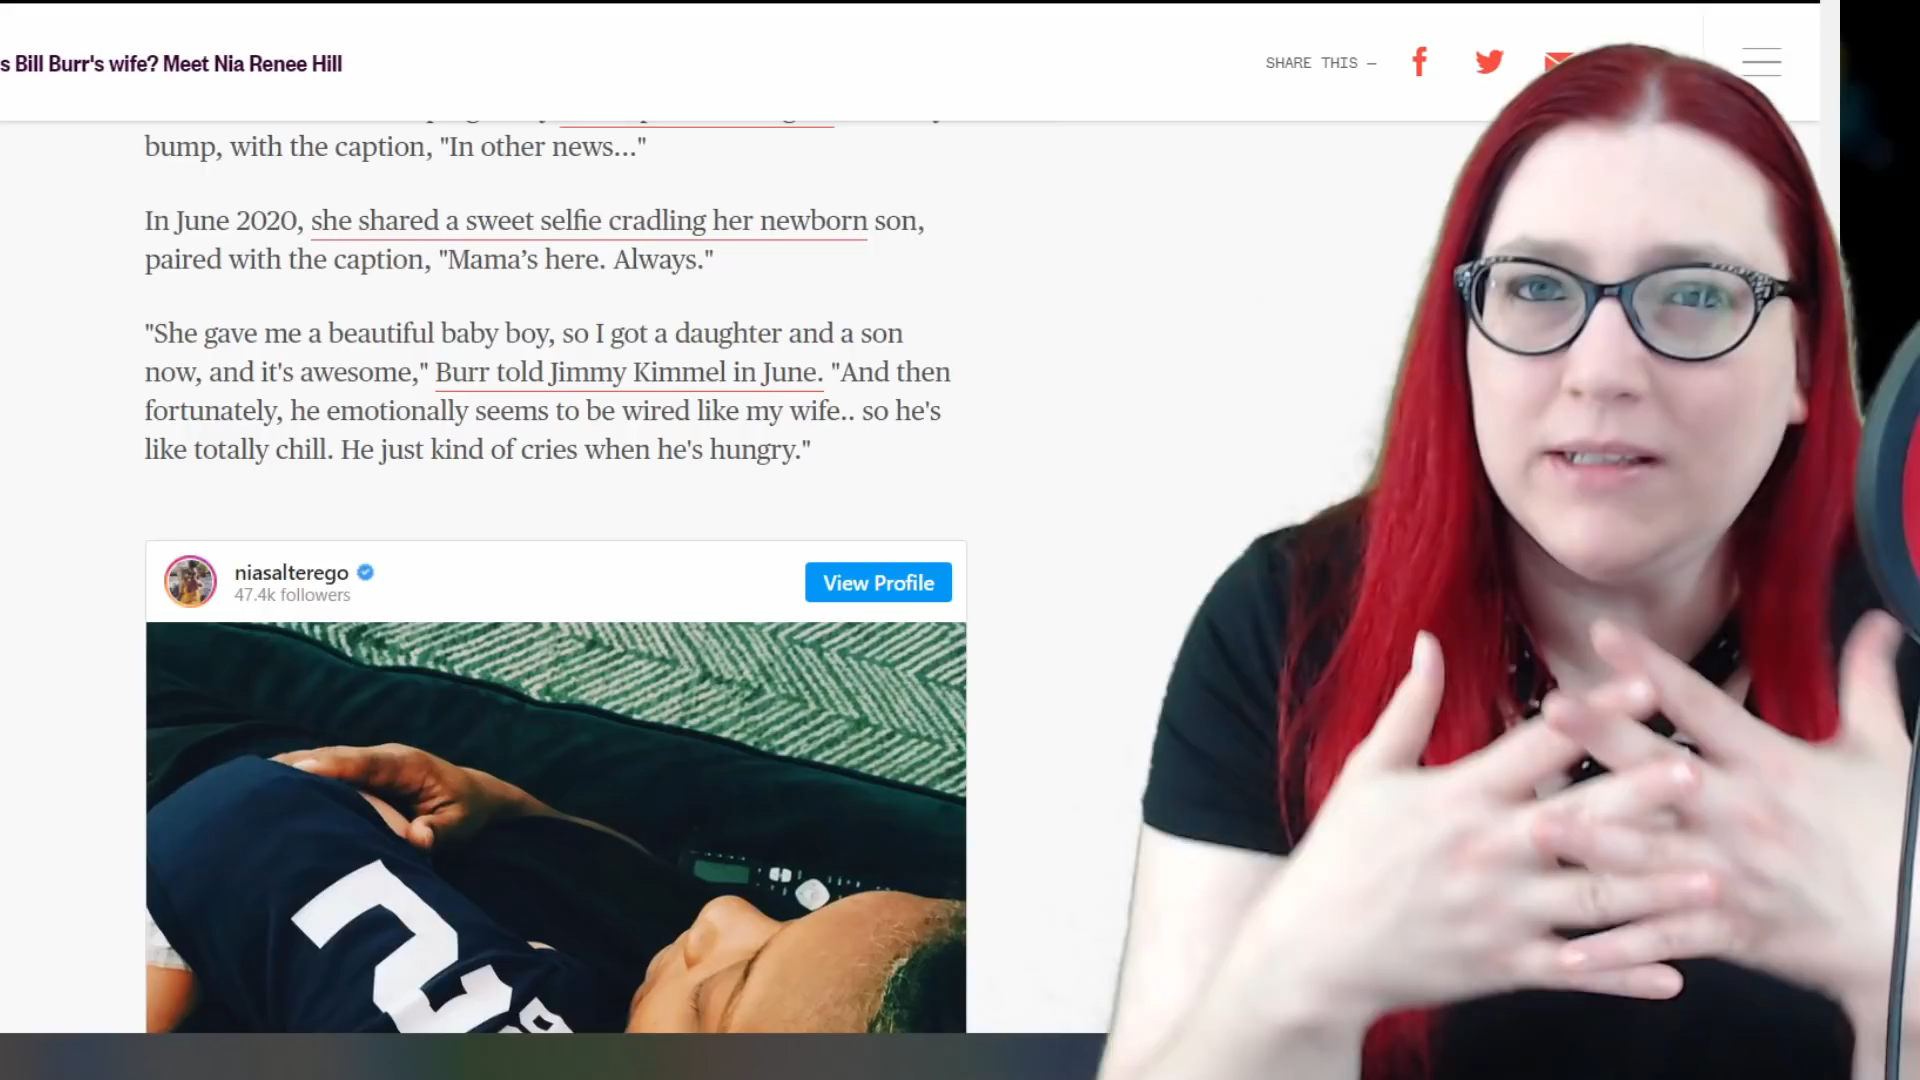 s Bill Burr's wife? Meet Nia Renee Hill
SHARE THIS —
bump, with the caption, "In other news..."
In June 2020, she shared a sweet selfie cradling her newborn son,
paired with the caption, "Mama’s here. Always."
"She gave me a beautiful baby boy, so I got a daughter and a son
now, and it's awesome," Burr told Jimmy Kimmel in June. "And then
fortunately, he emotionally seems to be wired like my wife.. so he's
like totally chill. He just kind of cries when he's hungry."
niasalterego
47.4k followers
View Profile